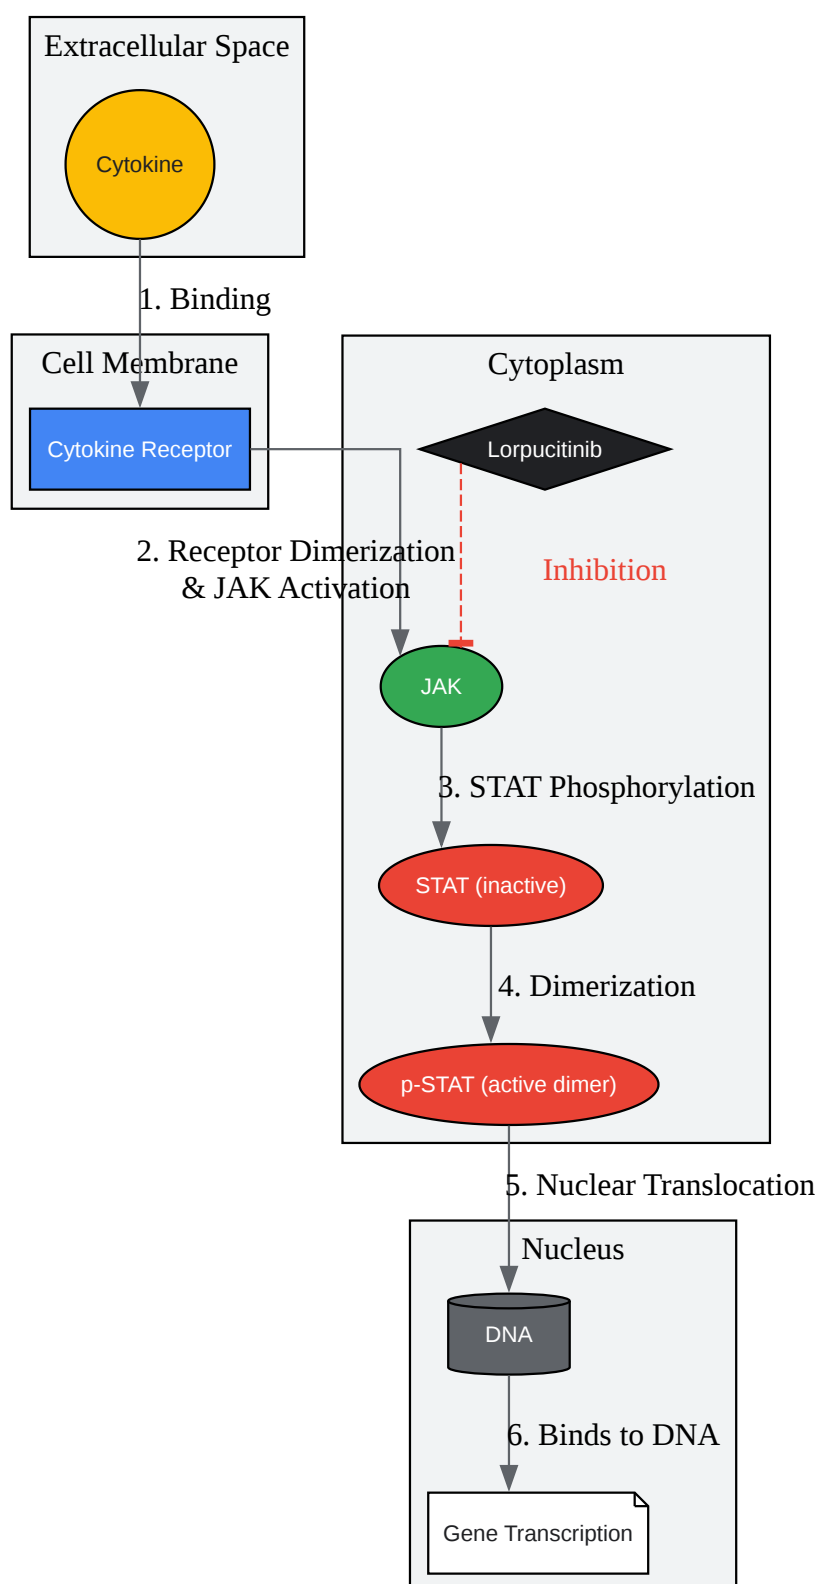 Extracellular Space
Cytokine
1. Binding
Cell Membrane
Cytokine Receptor
Cytoplasm
Lorpucitinib
2. Receptor Dimerization
& JAK Activation
Inhibition
JAK
3. STAT Phosphorylation
STAT (inactive)
4. Dimerization
p-STAT (active dimer)
5. Nuclear Translocation
Nucleus
DNA
6. Binds to DNA
Gene Transcription